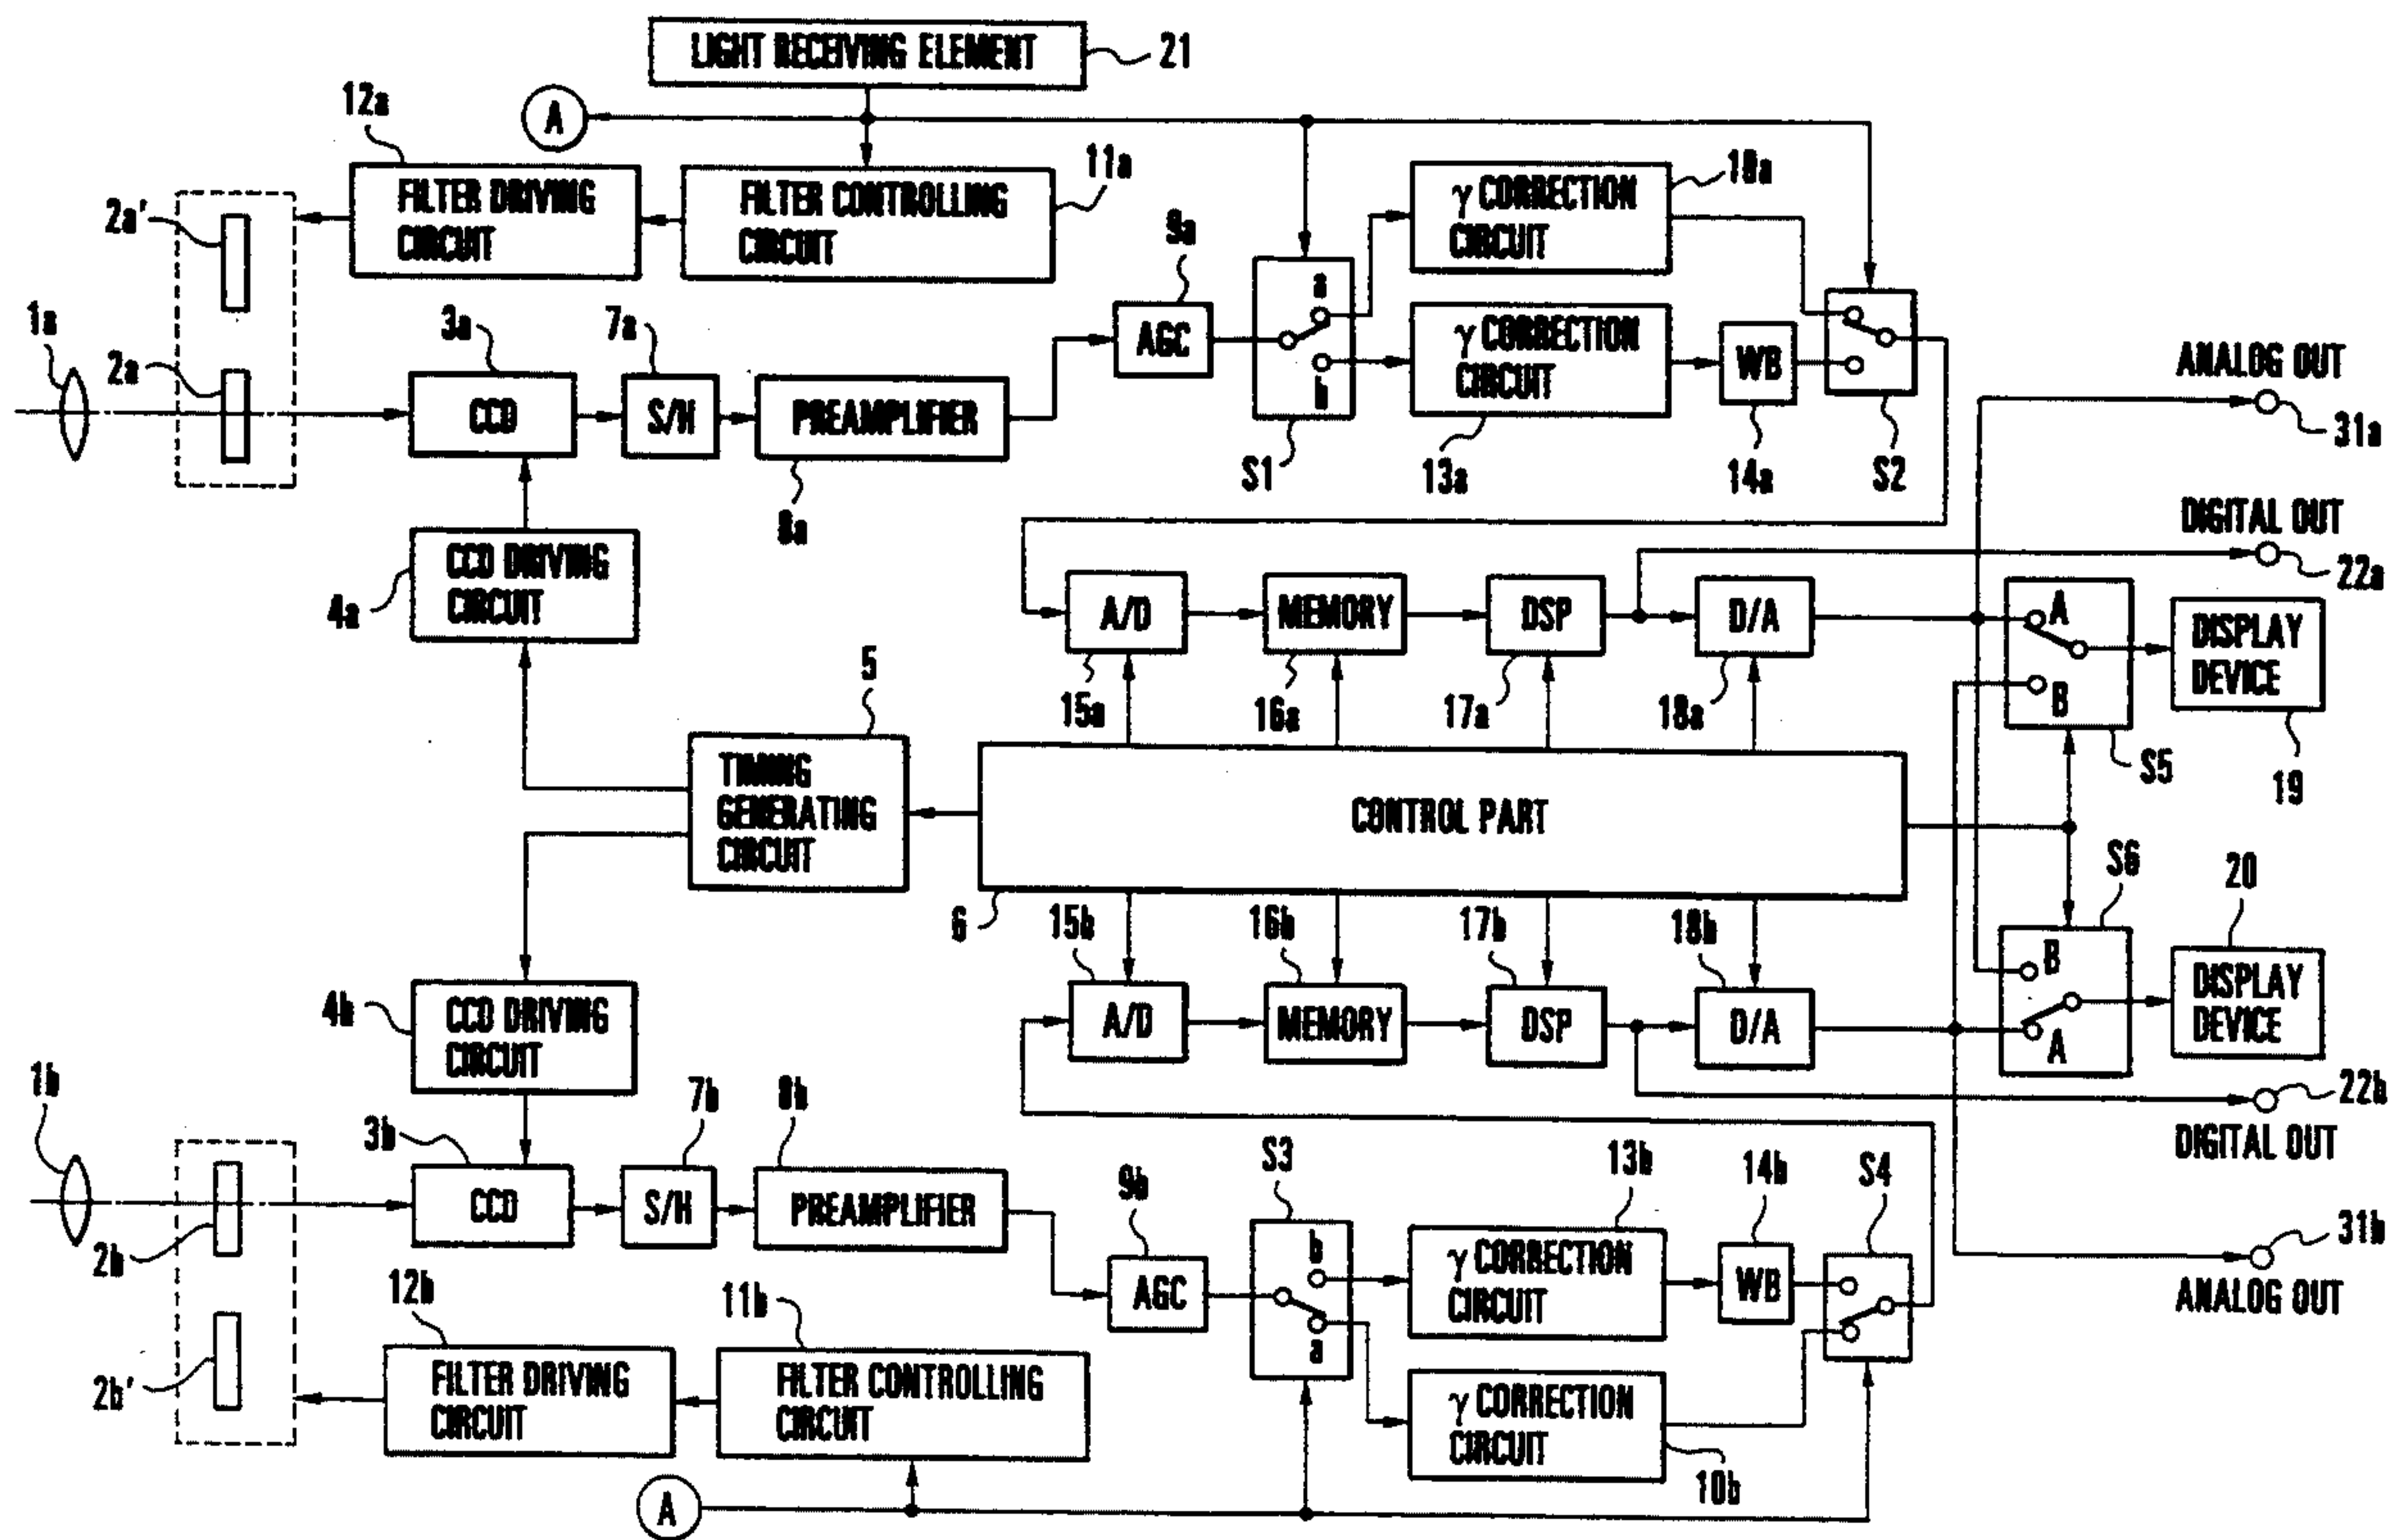 LIGHT RECEIVING ELEMENT
21
A
12a
11a
10a
FILTER DRIVING
CIRCUIT
FILTER CONTROLLING
CIRCUIT
γ CORRECTION
CIRCUIT
2a'
9a
a
1a
2a
3a
7a
AGC
γ CORRECTION
CIRCUIT
WB
CCD
S/H
PREAMPLIFIER
b
ANALOG OUT
31a
S1
13a
14a
S2
8a
DIGITAL OUT
22a
CCD DRIVING
CIRCUIT
4a
A/D
MEMORY
DSP
D/A
A
B
DISPLAY
DEVICE
15a
16a
17a
18a
S5
19
5
TIMING
GENERATING
CIRCUIT
CONTROL PART
6
15b
16b
17b
18b
S6
20
4b
CCD DRIVING
CIRCUIT
A/D
MEMORY
DSP
D/A
B
A
DISPLAY
DEVICE
22b
DIGITAL OUT
1b
3b
7b
8b
S3
13b
14b
S4
CCD
S/H
PREAMPLIFIER
9b
b
γ CORRECTION
CIRCUIT
WB
31b
ANALOG OUT
2b
AGC
a
12b
11b
2b'
FILTER DRIVING
CIRCUIT
FILTER CONTROLLING
CIRCUIT
γ CORRECTION
CIRCUIT
10b
A